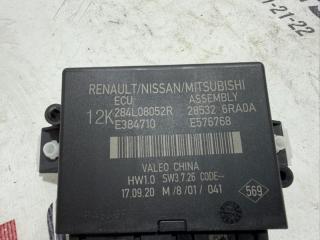 RENAULT/NISSAN/MITSUBISHI
ECU ASSEMBLY
12K 284L08052R 28532 6RA0A
E384710 E576768
VALEO CHINA
HW1.0 SW3.7.26 CODE--
17.09.20 M/8/01/ 041
569